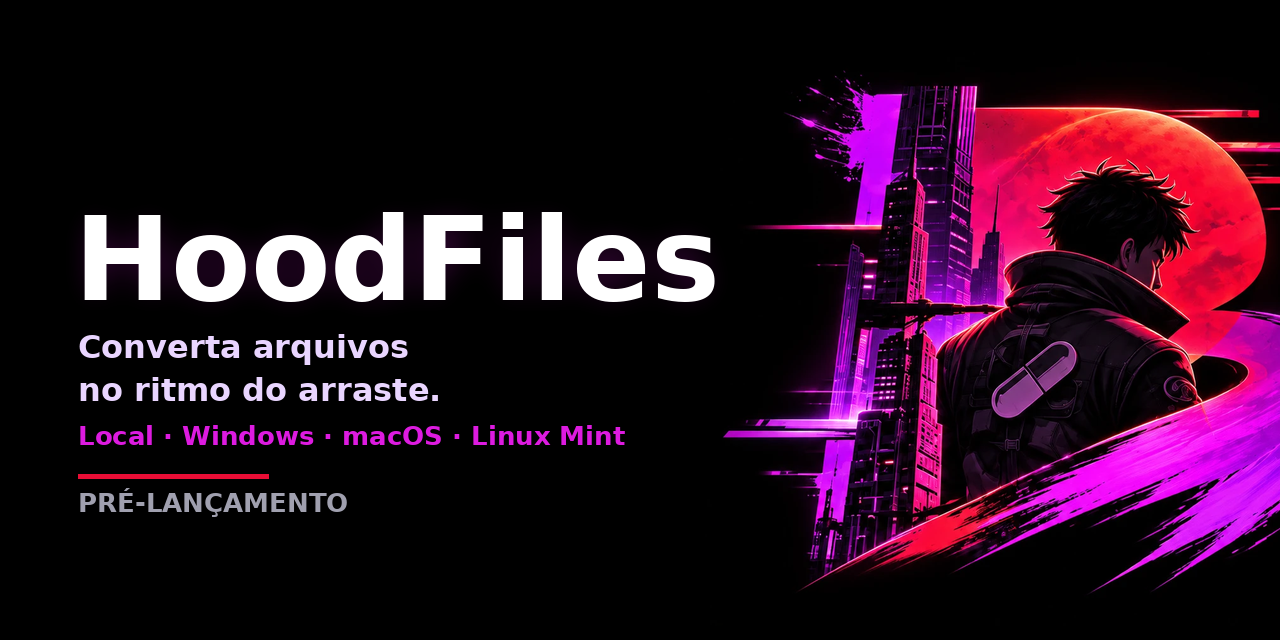 HoodFiles
Converta arquivos
no ritmo do arraste.
Local · Windows · macOS · Linux Mint
PRÉ-LANÇAMENTO